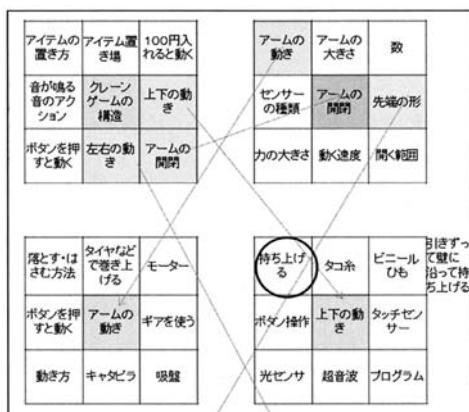 アイテムの
置き方
アイテム置
き場
100円入
れると動く
音が鳴る
音のアク
ション
クレーン
ゲームの
構造
上下の動
き
ボタンを押
すと動く
左右の動
き
アームの
開閉
アームの
動き
アームの
大きさ
数
センサー
の種類
アームの
開閉
先端の形
力の大きさ
動く速度
開く範囲
落とす・は
さむ方法
タイヤなど
で巻き上
げる
モーター
ボタンを押
すと動く
アームの
動き
ギアを使う
動き方
キャタピラ
吸盤
持ち上げ
る
タコ糸
ビニール
ひも
引きずっ
て壁に
沿って持
ち上げる
ボタン操作
上下の動
き
タッチセン
サー
光センサ
超音波
プログラム